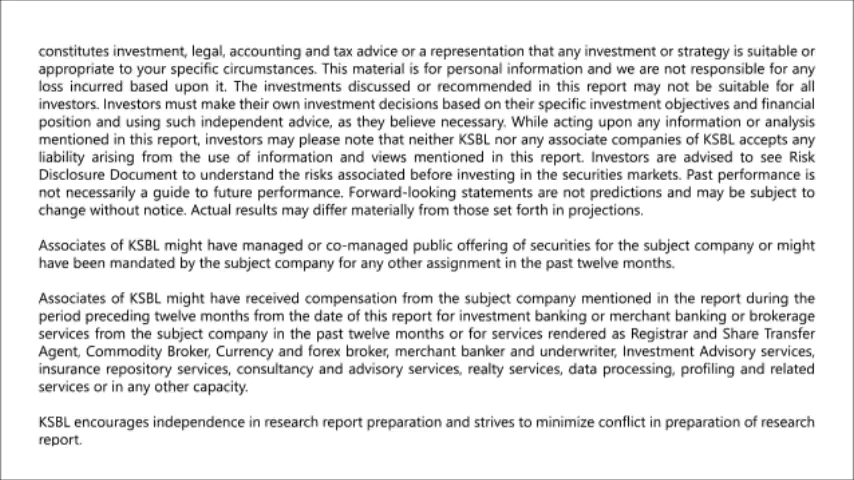 constitutes investment, legal, accounting and tax advice or a representation that any investment or strategy is suitable or
appropriate to your specific circumstances. This material is for personal information and we are not responsible for any
loss incurred based upon it. The investments discussed or recommended in this report may not be suitable for all
investors. Investors must make their own investment decisions based on their specific investment objectives and financial
position and using such independent advice, as they believe necessary. While acting upon any information or analysis
mentioned in this report, investors may please note that neither KSBL nor any associate companies of KSBL accepts any
liability arising from the use of information and views mentioned in this report. Investors are advised to see Risk
Disclosure Document to understand the risks associated before investing in the securities markets. Past performance is
not necessarily a guide to future performance. Forward-looking statements are not predictions and may be subject to
change without notice. Actual results may differ materially from those set forth in projections.
Associates of KSBL might have managed or co-managed public offering of securities for the subject company or might
have been mandated by the subject company for any other assignment in the past twelve months.
Associates of KSBL might have received compensation from the subject company mentioned in the report during the
period preceding twelve months from the date of this report for investment banking or merchant banking or brokerage
services from the subject company in the past twelve months or for services rendered as Registrar and Share Transfer
Agent, Commodity Broker, Currency and forex broker, merchant banker and underwriter, Investment Advisory services,
insurance repository services, consultancy and advisory services, realty services, data processing, profiling and related
services or in any other capacity.
KSBL encourages independence in research report preparation and strives to minimize conflict in preparation of research
report.